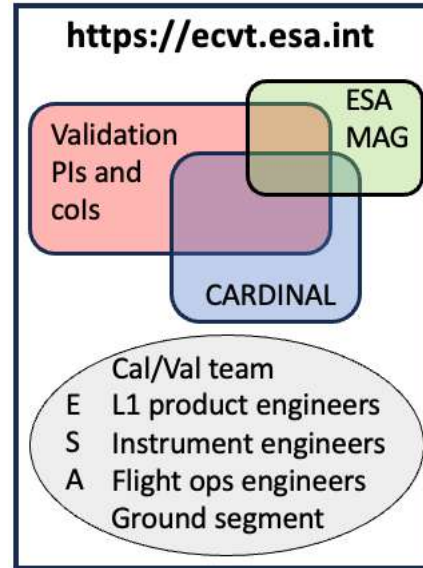 https://ecvt.esa.int
ESA
MAG
Validation
PIs and
coIs
CARDINAL
Cal/Val team
E L1 product engineers
S Instrument engineers
A Flight ops engineers
Ground segment